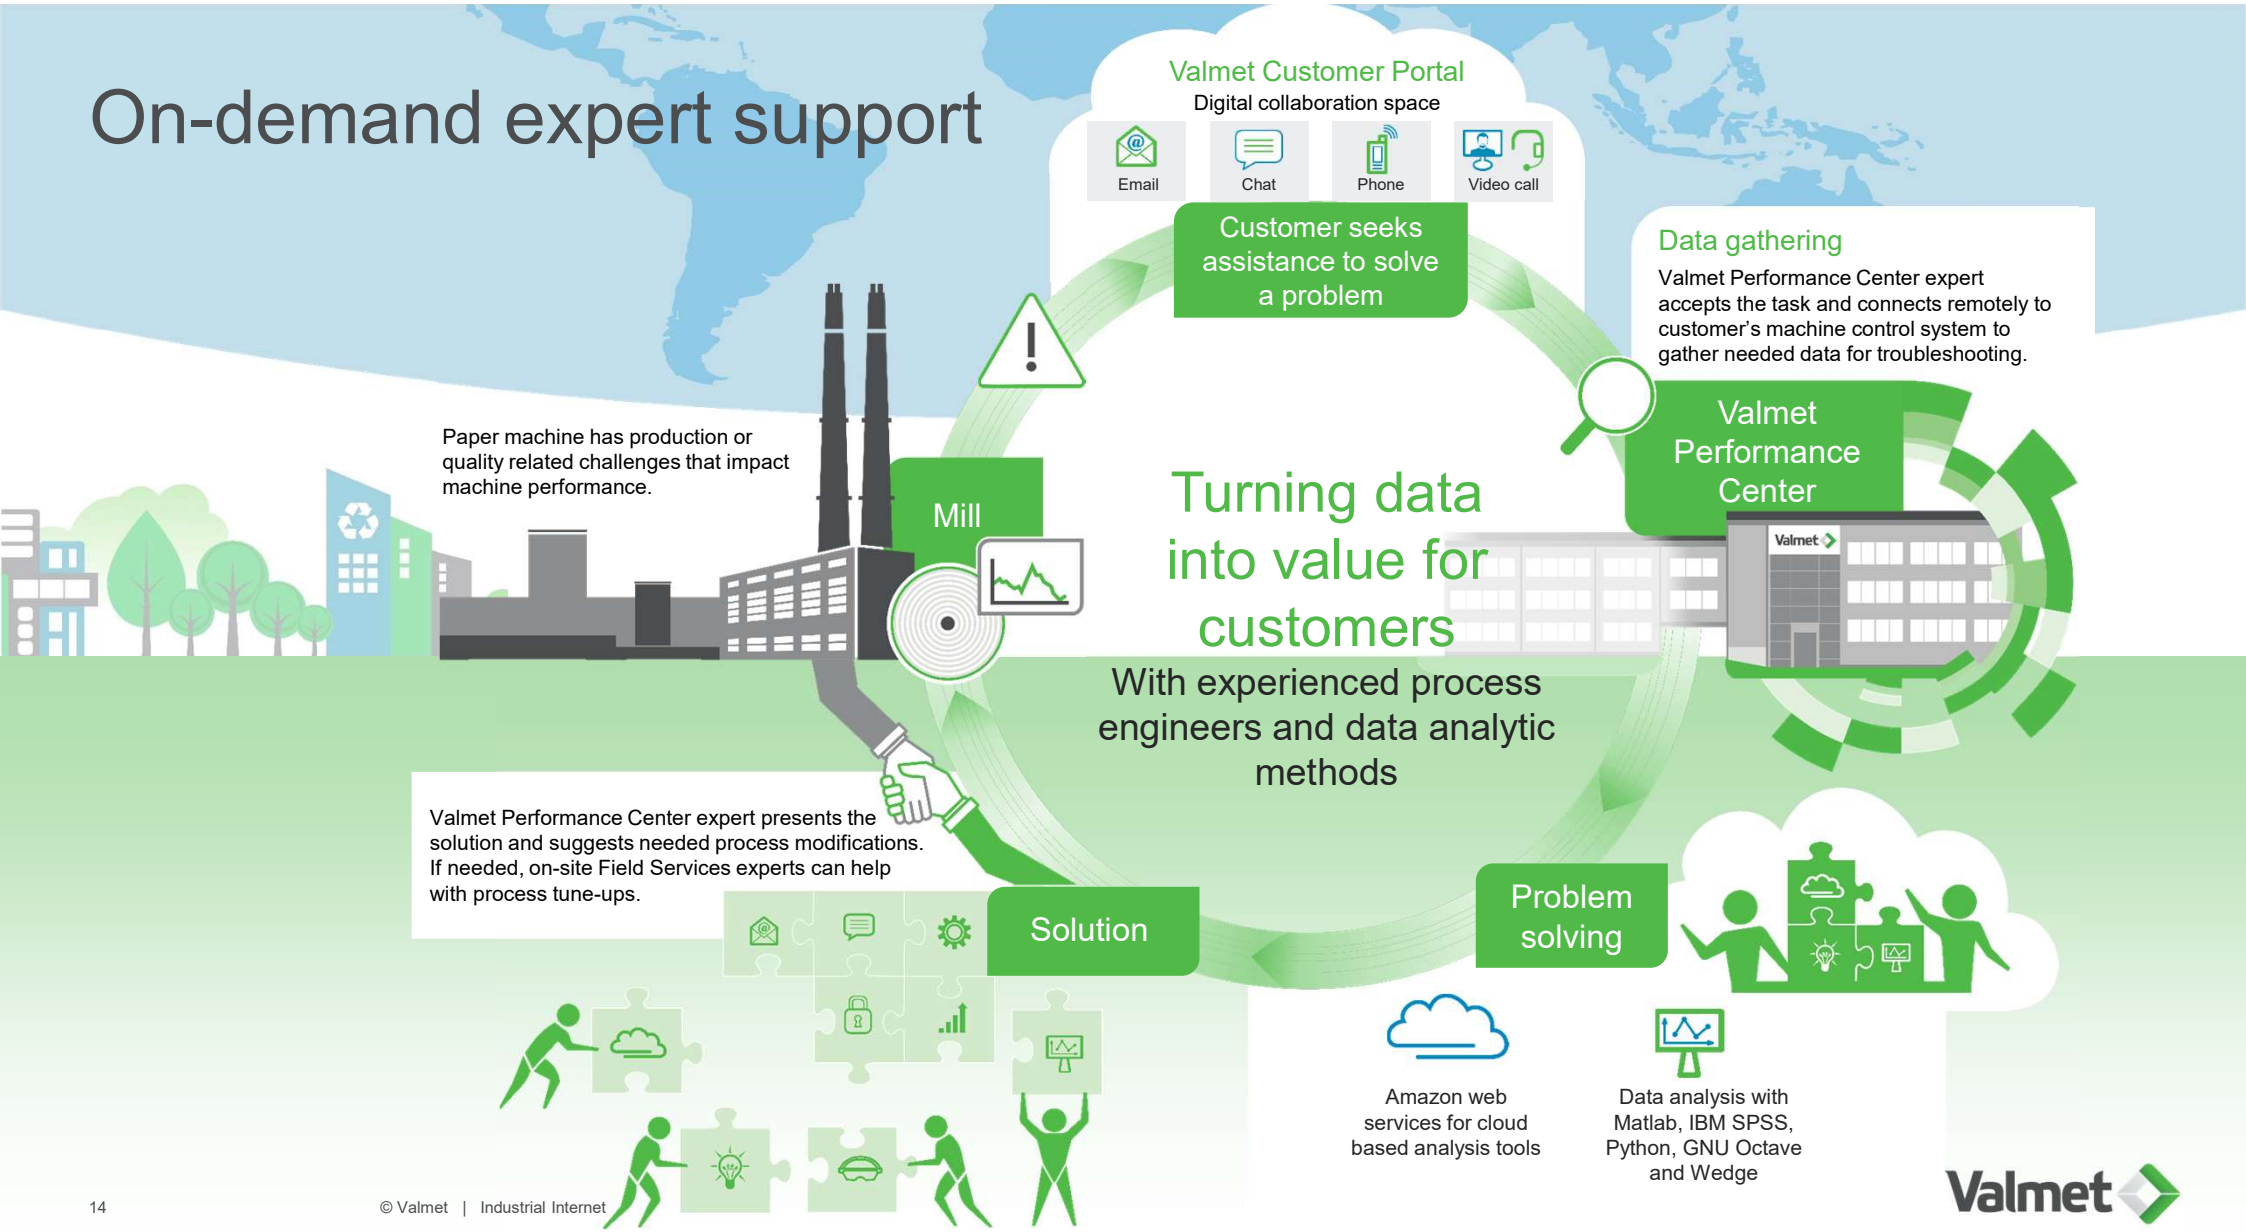 On-demand expert support
Valmet Customer Portal
Digital collaboration space
Email
Chat
Phone
Video call
Customer seeks
assistance to solve
a problem
Data gathering
Valmet Performance Center expert
accepts the task and connects remotely to
customer’s machine control system to
gather needed data for troubleshooting.
Valmet
Performance
Center
Valmet
Paper machine has production or
quality related challenges that impact
machine performance.
Mill
Turning data
into value for
customers
With experienced process
engineers and data analytic
methods
Valmet Performance Center expert presents the
solution and suggests needed process modifications.
If needed, on-site Field Services experts can help
with process tune-ups.
Solution
Problem
solving
Amazon web
services for cloud
based analysis tools
Data analysis with
Matlab, IBM SPSS,
Python, GNU Octave
and Wedge
14
© Valmet | Industrial Internet
Valmet